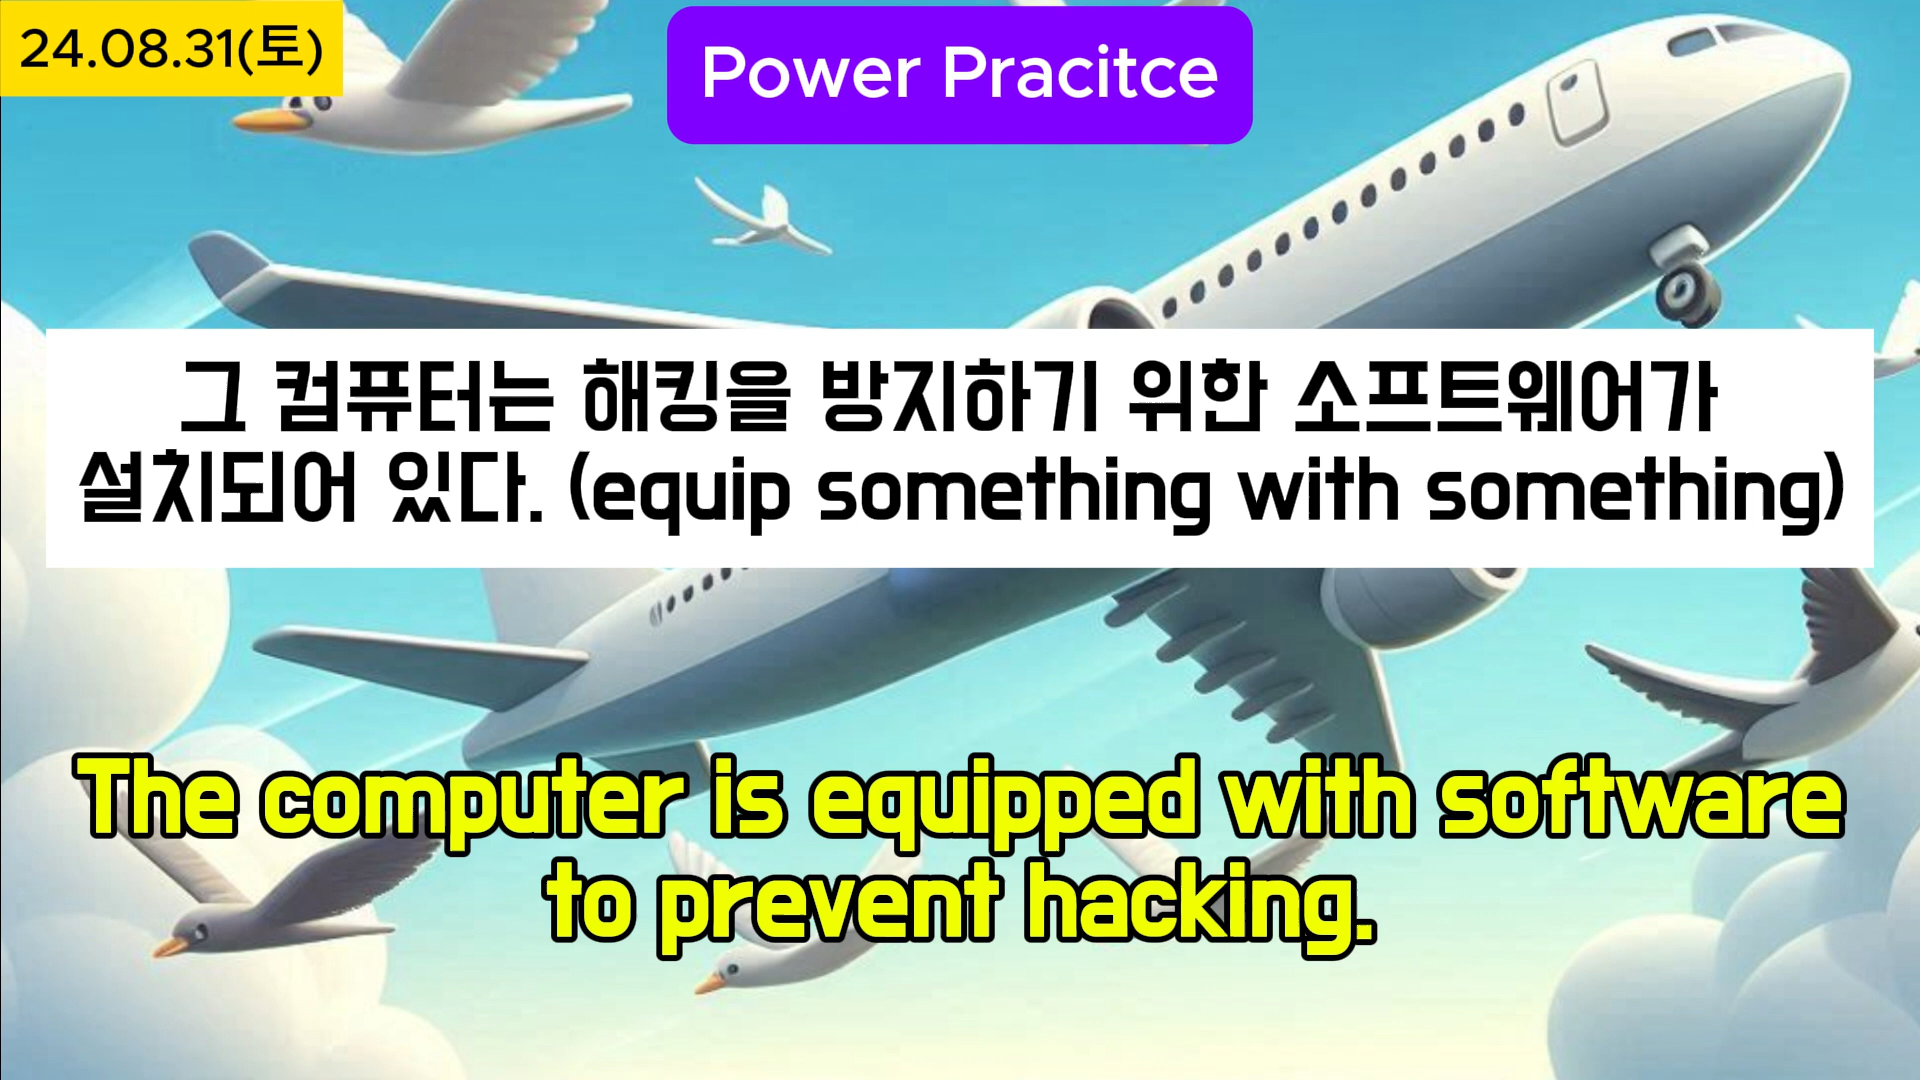 24.08.31(토)
Power Pracitce
그 컴퓨터는 해킹을 방지하기 위한 소프트웨어가
설치되어 있다. (equip something with something)
The computer is equipped with software
to prevent hacking.